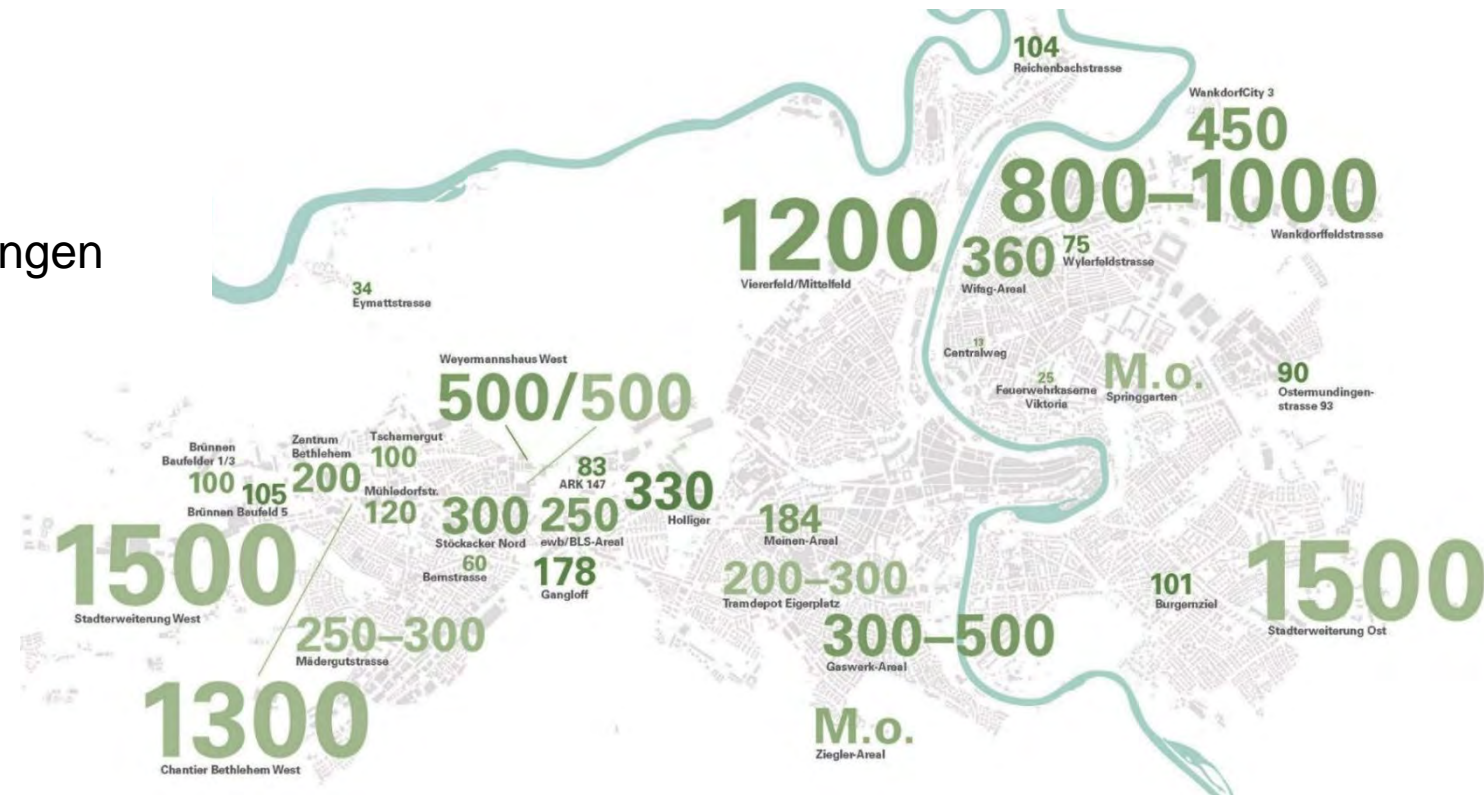 104
Reichenbachstrasse
WankdorfCity 3
450
800–1000
Wankdorffeldstrasse
1200
Viererfeld/Mittelfeld
360
Wifag-Areal
75
Wylerfeldstrasse
ngen
34
Eymattstrasse
13
Centralweg
25
Feuerwehrkaserne
Viktoria
M.o.
Springgarten
90
Ostermundingen-
strasse 93
Weyermannshaus West
500/500
Brünnen
Baufelder 1/3
100
105
Brünnen Baufeld 5
Zentrum
Bethlehem
200
Tscharnergut
100
Mühledorfstr.
120
83
ARK 147
330
Holliger
300
Stöckacker Nord
250
ewb/BLS-Areal
60
Bernstrasse
178
Gangloff
184
Meinen-Areal
200–300
Tramdepot Eigerplatz
300–500
Gaswerk-Areal
101
Burgernziel
1500
Stadterweiterung Ost
1500
Stadterweiterung West
250–300
Mädergutstrasse
1300
Chantier Bethlehem West
M.o.
Ziegler-Areal